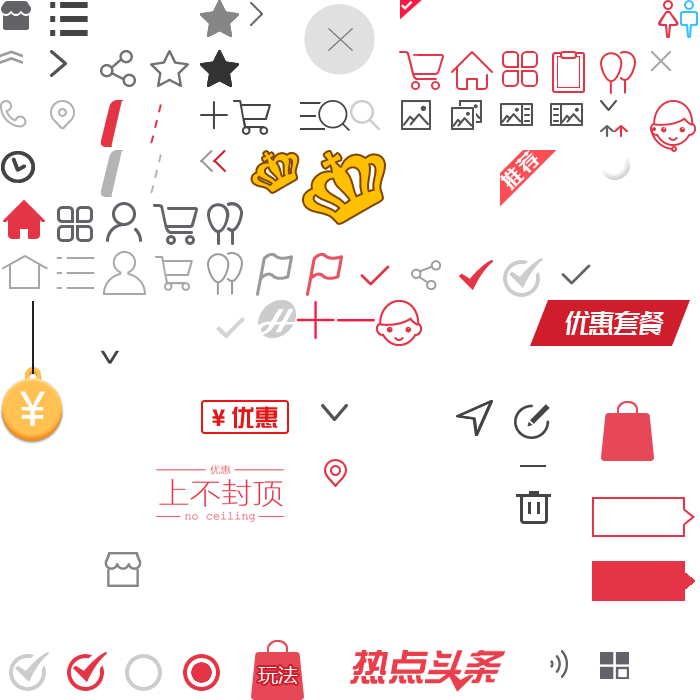 推荐
优惠套餐
¥
¥ 优惠
优惠
上不封顶
no ceiling
玩法
热点头条